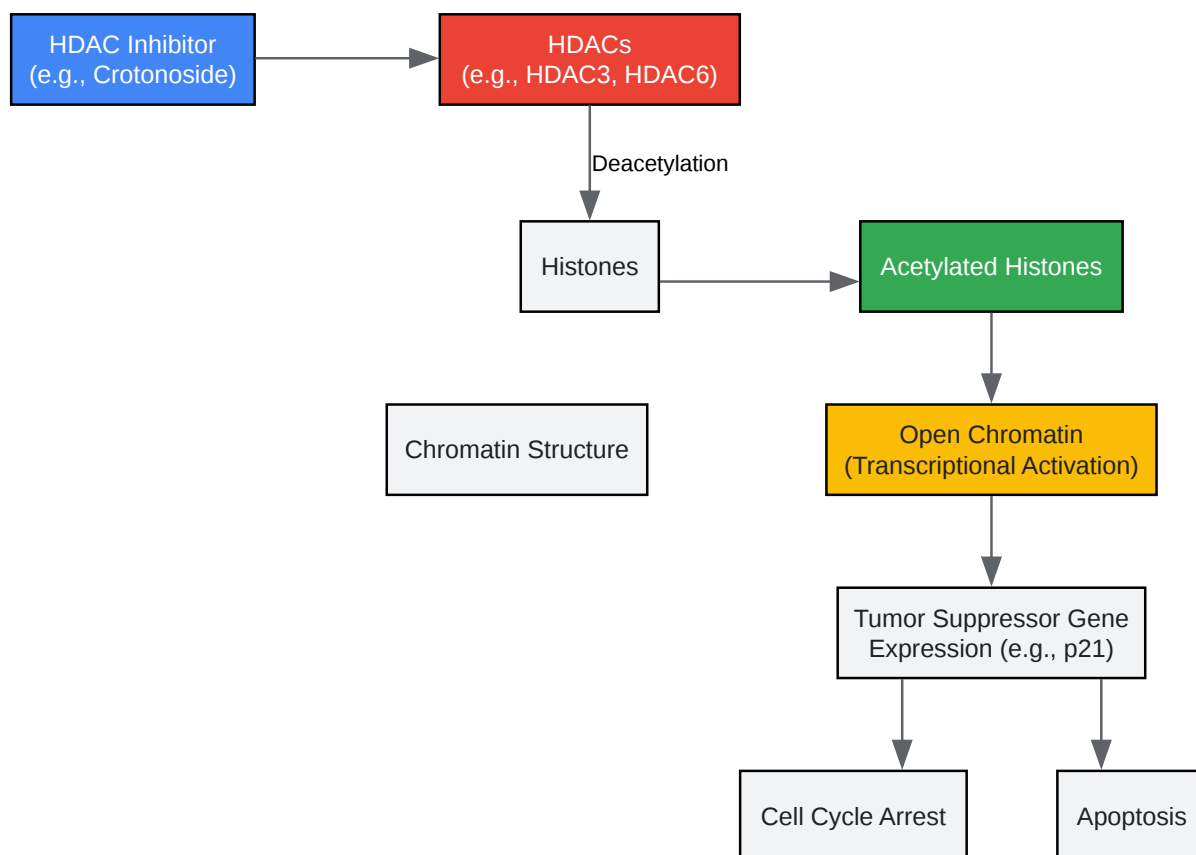 HDAC Inhibitor
(e.g., Crotonoside)
HDACs
(e.g., HDAC3, HDAC6)
Deacetylation
Histones
Acetylated Histones
Chromatin Structure
Open Chromatin
(Transcriptional Activation)
Tumor Suppressor Gene
Expression (e.g., p21)
Cell Cycle Arrest
Apoptosis